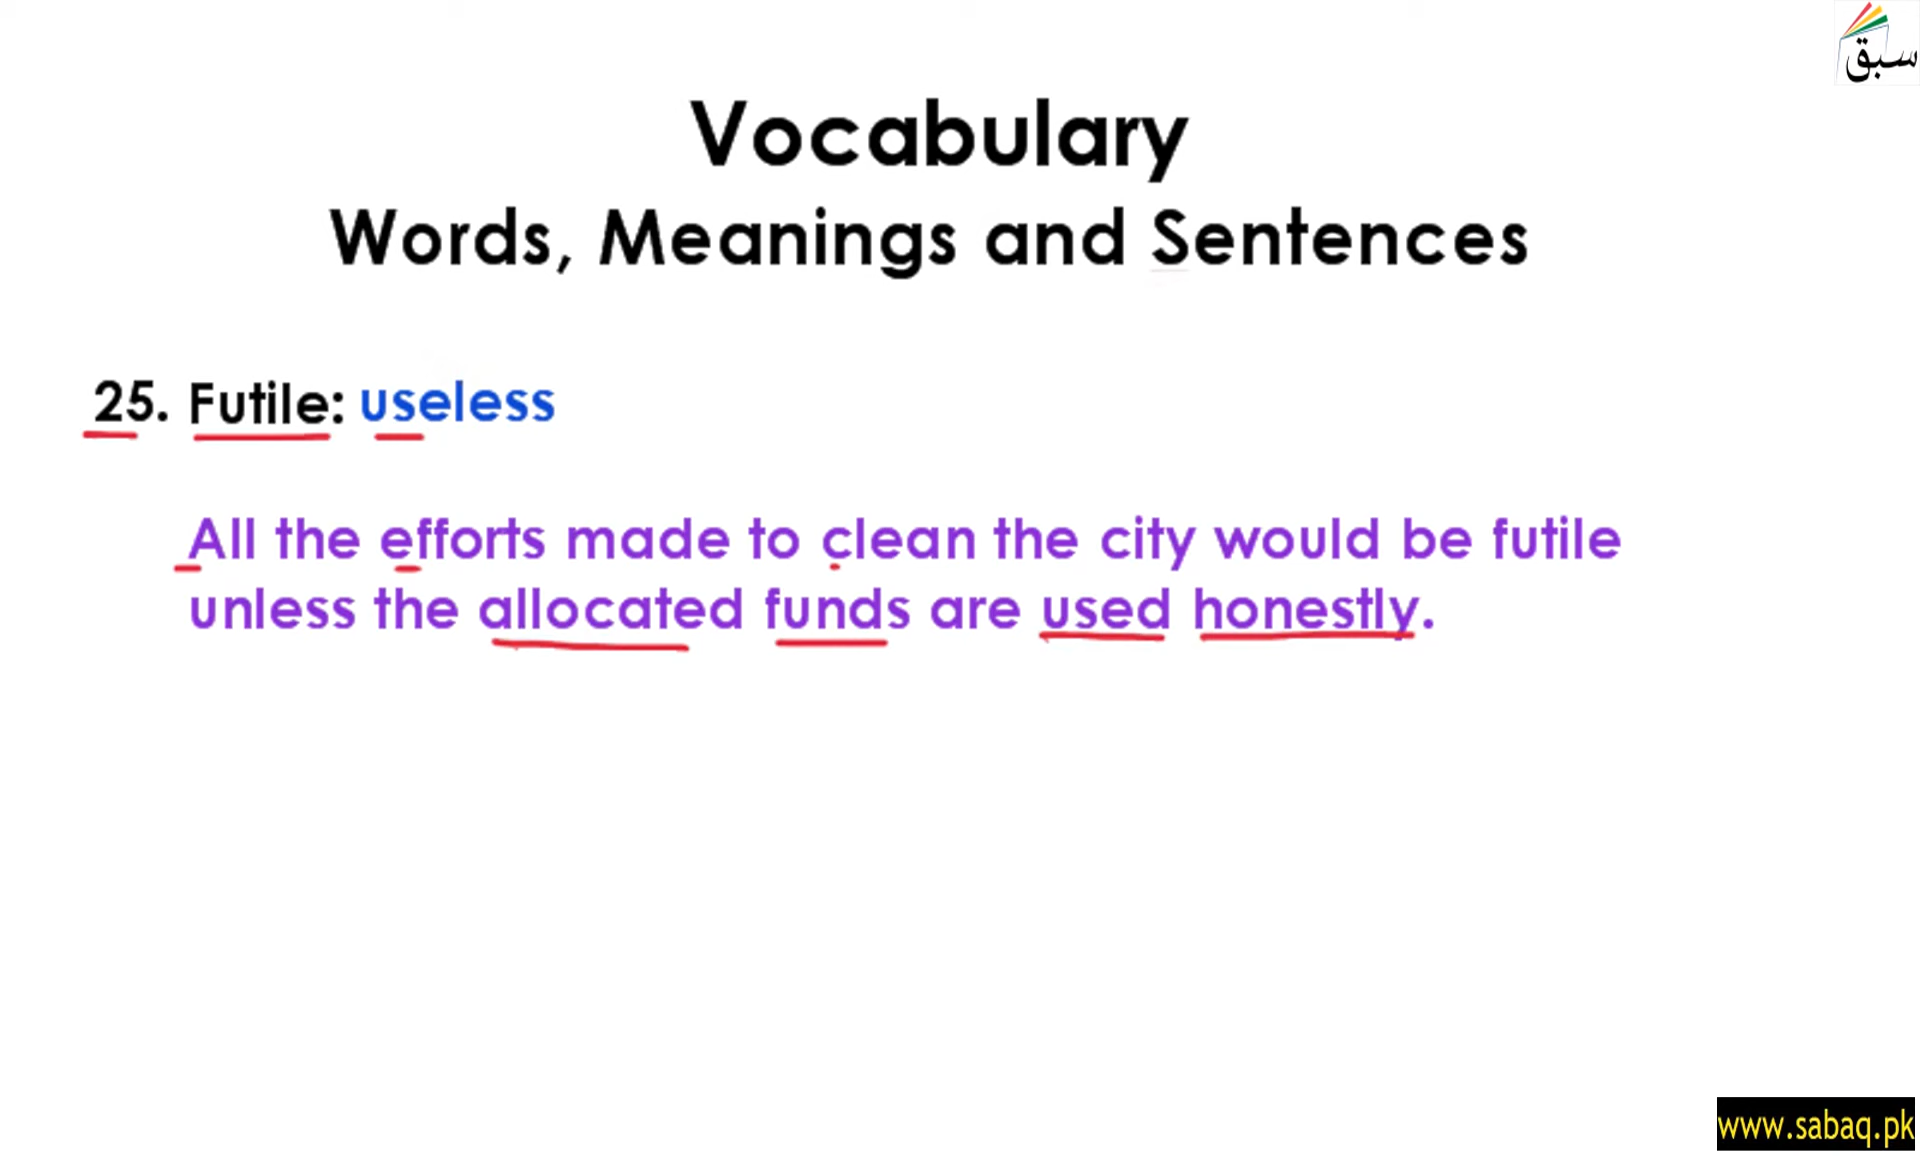 سبق
Vocabulary
Words, Meanings and Sentences
25. Futile: useless
All the efforts made to clean the city would be futile
unless the allocated funds are used honestly.
www.sabaq.pk